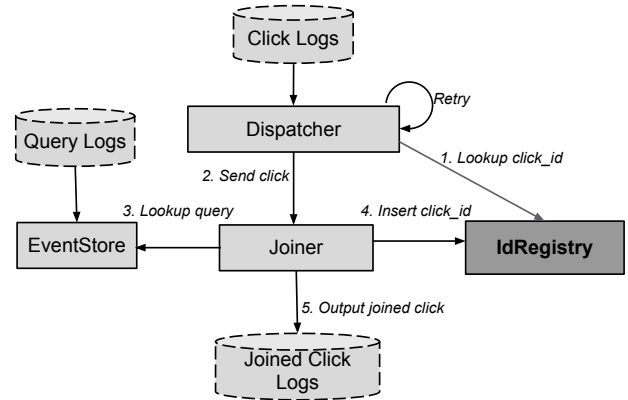 Click Logs
Retry
Dispatcher
Query Logs
1. Lookup click_id
2. Send click
3. Lookup query
4. Insert click_id
EventStore
Joiner
IdRegistry
5. Output joined click
Joined Click
Logs